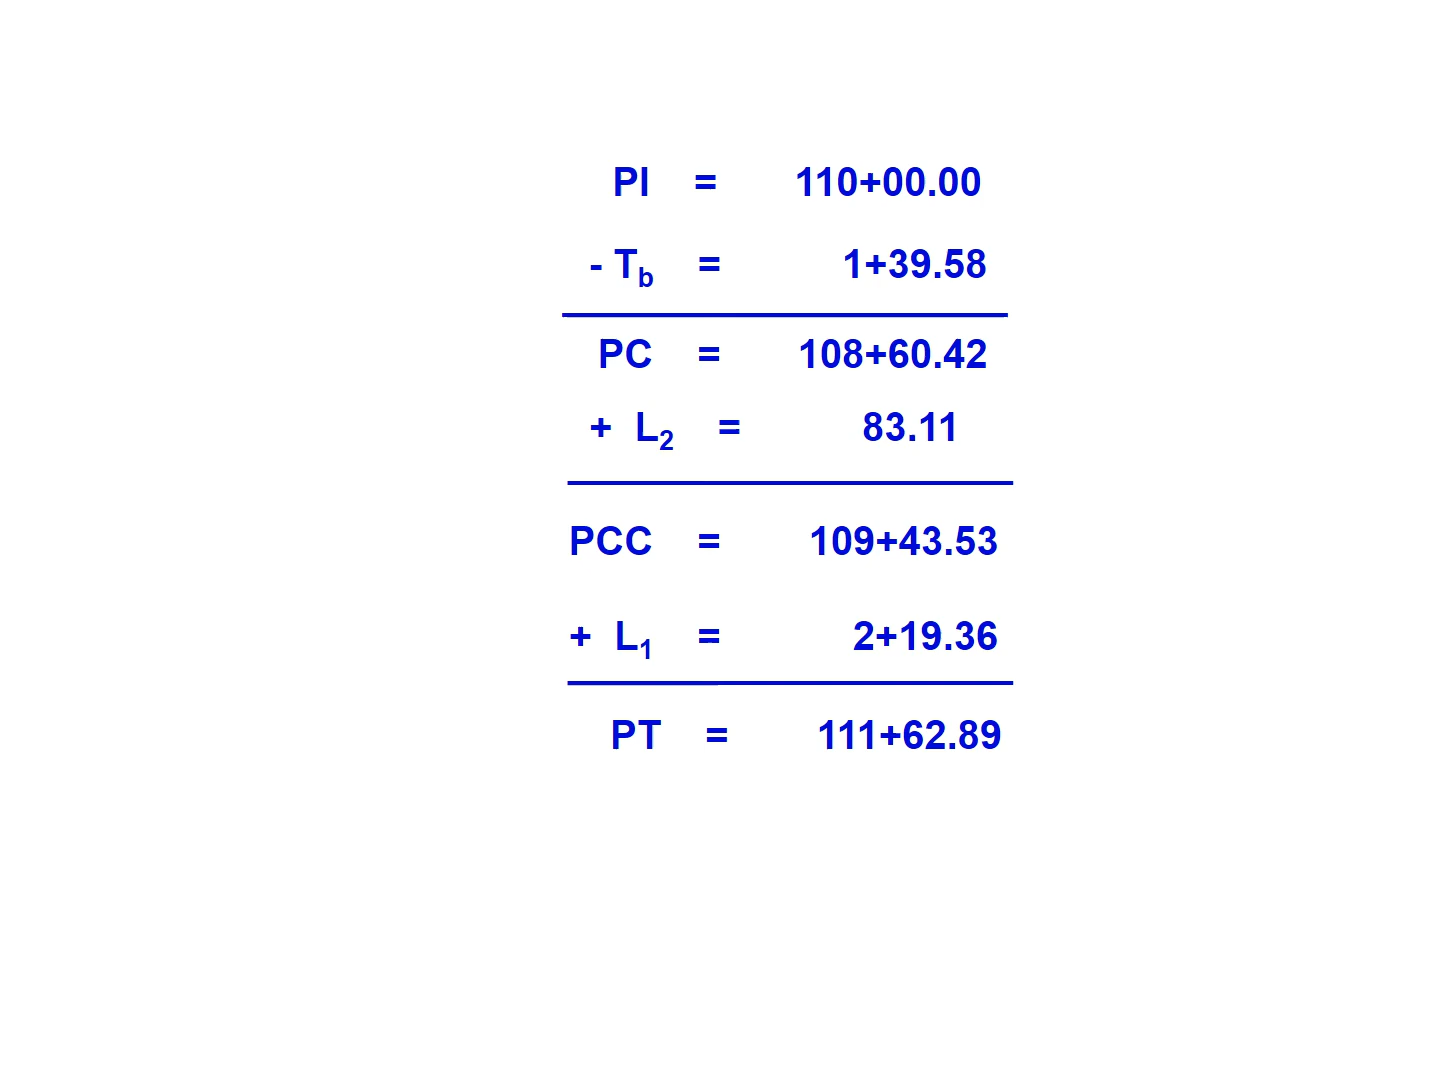 PI = 110+00.00
- Tb = 1+39.58
PC = 108+60.42
+ L2 = 83.11
PCC = 109+43.53
+ L1 = 2+19.36
PT = 111+62.89